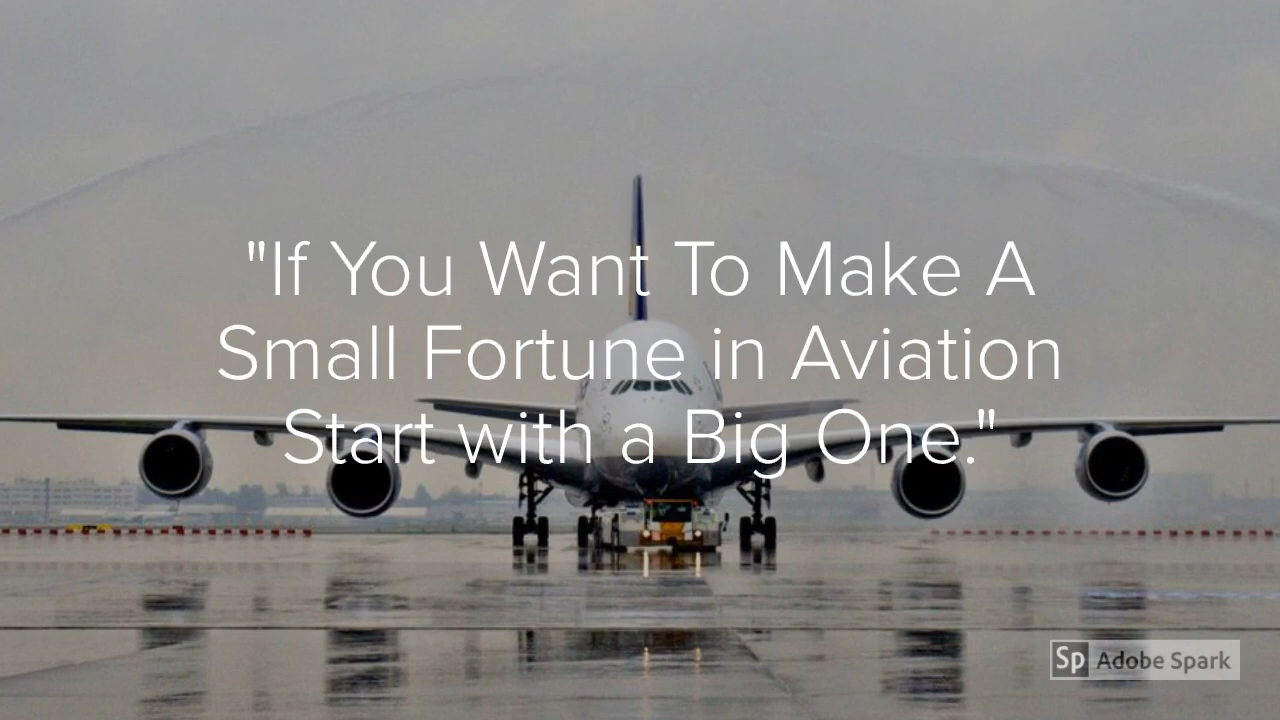 "If You Want To Make A
Small Fortune in Aviation
Start with a Big One."
Sp Adobe Spark